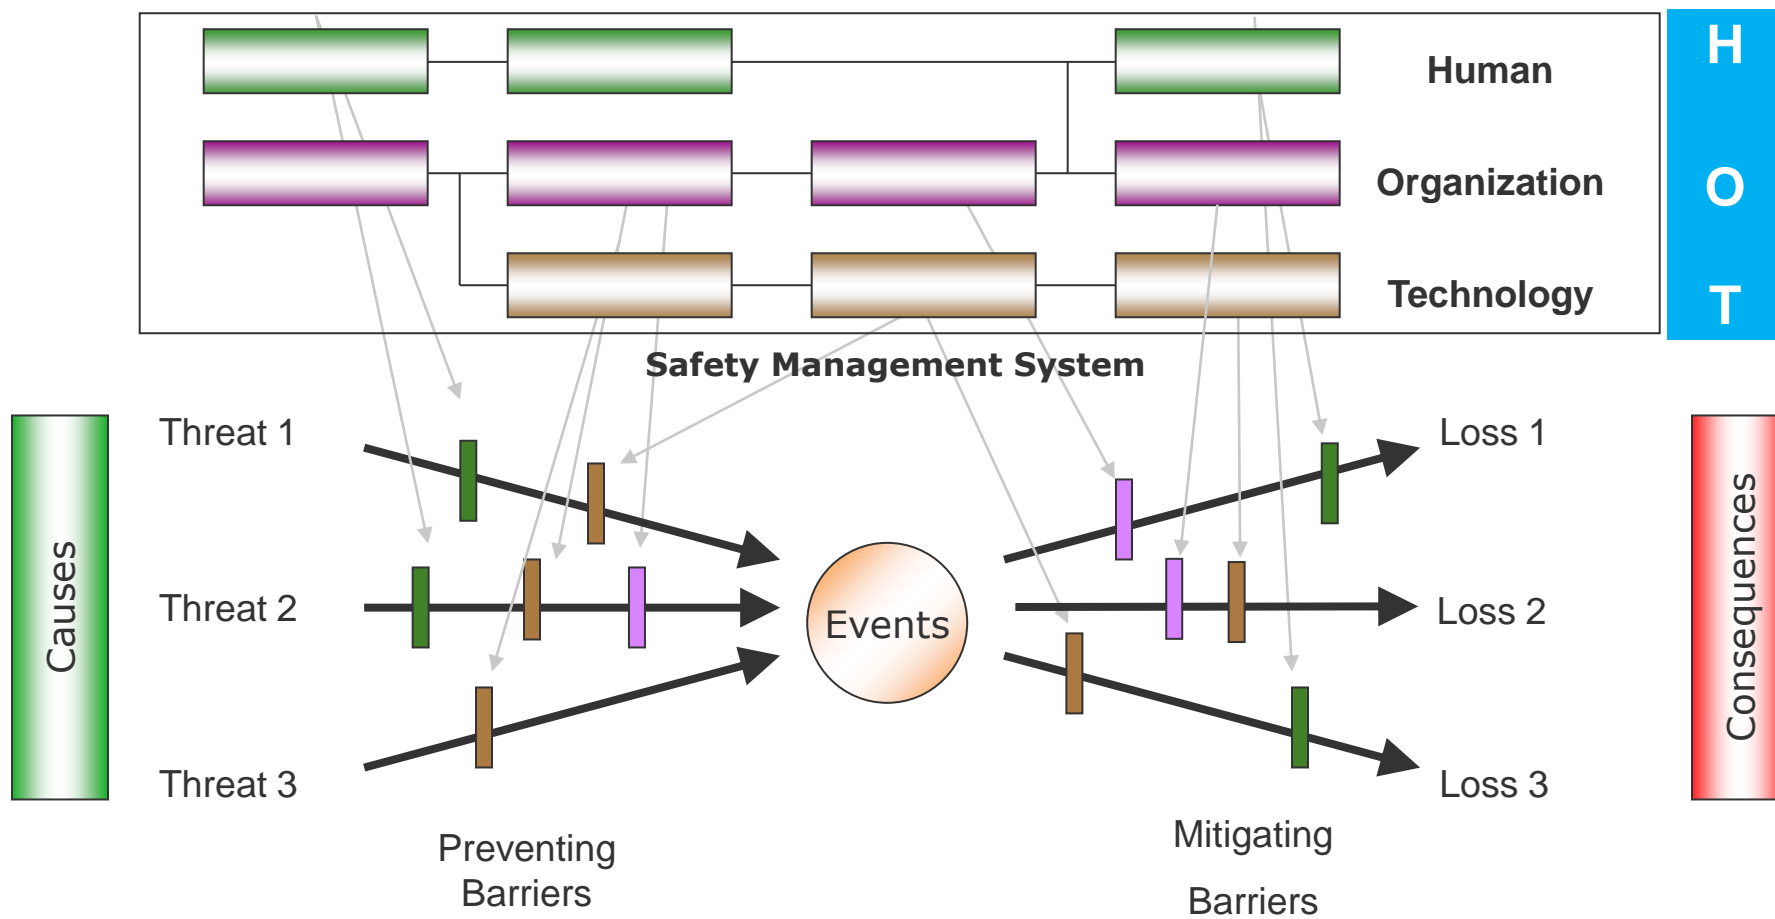 H
Human
O
Organization
T
Technology
Safety Management System
Causes
Threat 1
Threat 2
Threat 3
Events
Loss 1
Loss 2
Loss 3
Consequences
Preventing
Barriers
Mitigating
Barriers